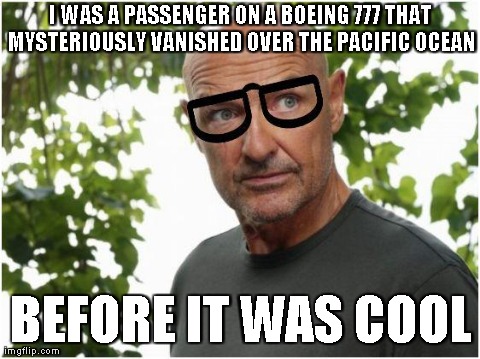 I WAS A PASSENGER ON A BOEING 777 THAT
MYSTERIOUSLY VANISHED OVER THE PACIFIC OCEAN
BEFORE IT WAS COOL
imgflip.com